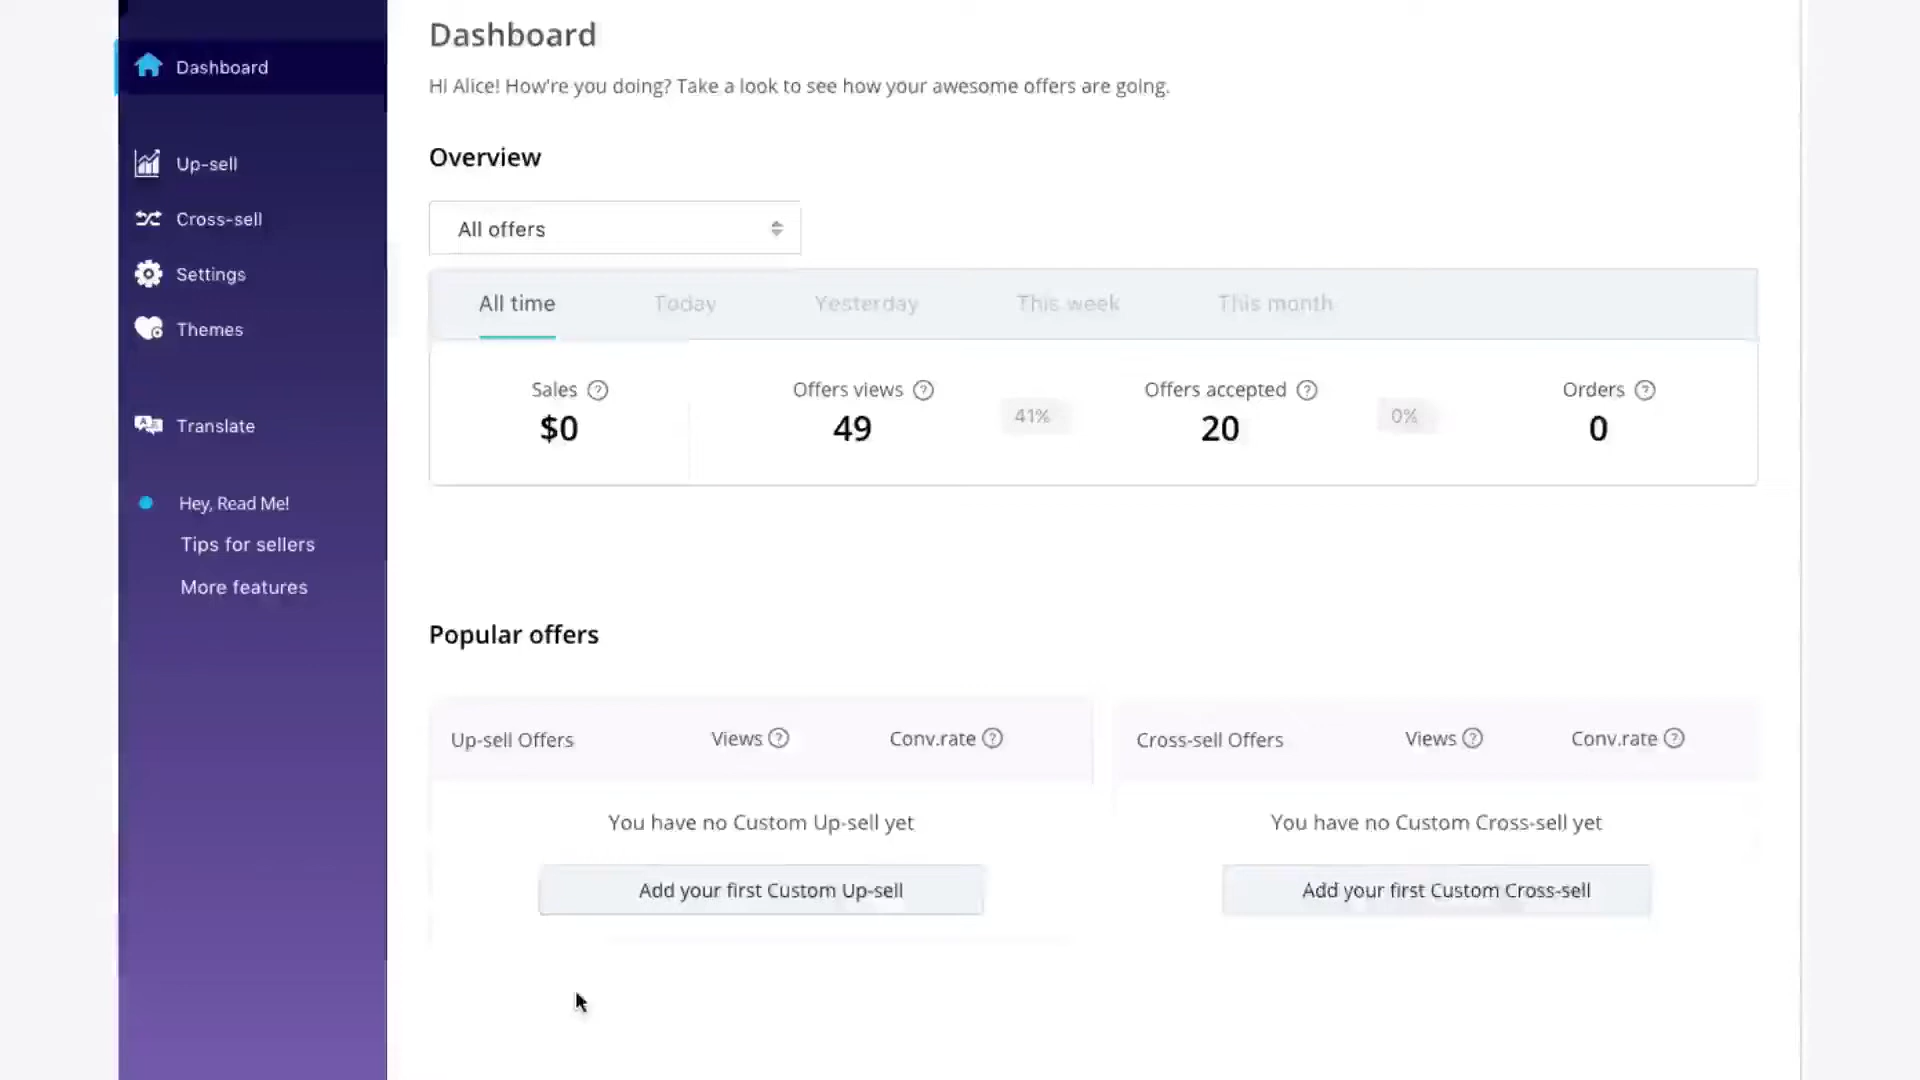 Dashboard
Up-sell
Cross-sell
Settings
Themes
Translate
Hey, Read Me!
Tips for sellers
More features
Dashboard
Hi Alice! How're you doing? Take a look to see how your awesome offers are going.
Overview
All offers
All time Today Yesterday This week This month
Sales ? Offers views ? Offers accepted ? Orders ?
$0 49 41% 20 0% 0
Popular offers
Up-sell Offers Views ? Conv.rate ?
You have no Custom Up-sell yet
Add your first Custom Up-sell
Cross-sell Offers Views ? Conv.rate ?
You have no Custom Cross-sell yet
Add your first Custom Cross-sell